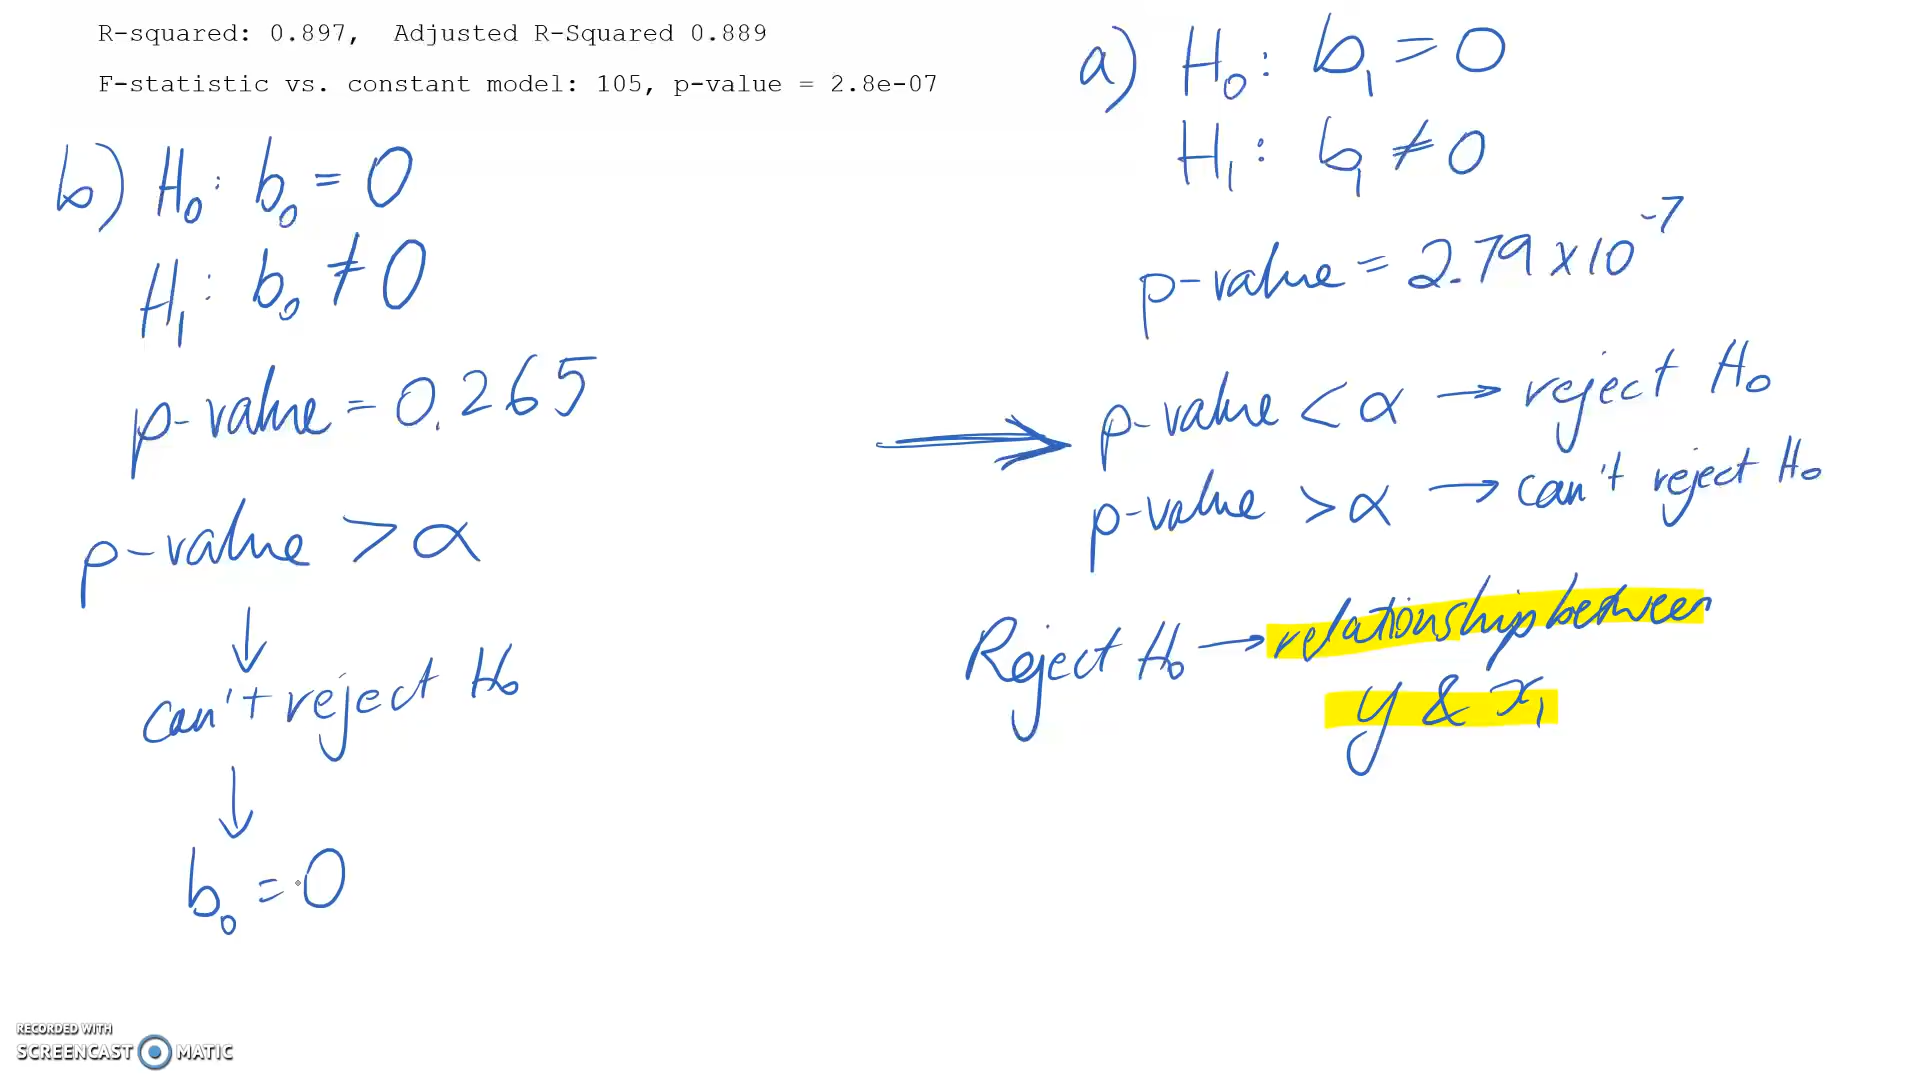 R-squared: 0.897, Adjusted R-Squared 0.889
F-statistic vs. constant model: 105, p-value = 2.8e-07
b) H₀: b₀ = 0
H₁: b₀ ≠ 0
p-value = 0.265
p-value > α
↓
can't reject H₀
↓
b₀ = 0
a) H₀: b₁ = 0
H₁: b₁ ≠ 0
p-value = 2.79 x 10⁻⁷
p-value < α → reject H₀
p-value > α → can't reject H₀
Reject H₀ → relationship between
y & x₁
RECORDED WITH
SCREENCAST MATIC